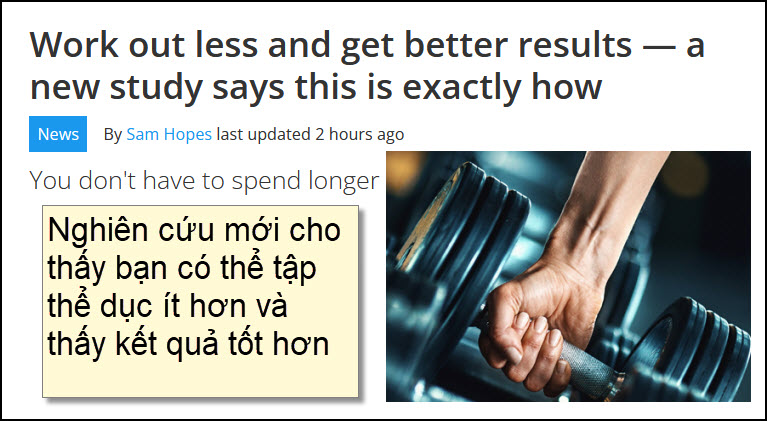 Work out less and get better results — a
new study says this is exactly how
News By Sam Hopes last updated 2 hours ago
You don't have to spend longer
Nghiên cứu mới cho
thấy bạn có thể tập
thể dục ít hơn và
thấy kết quả tốt hơn